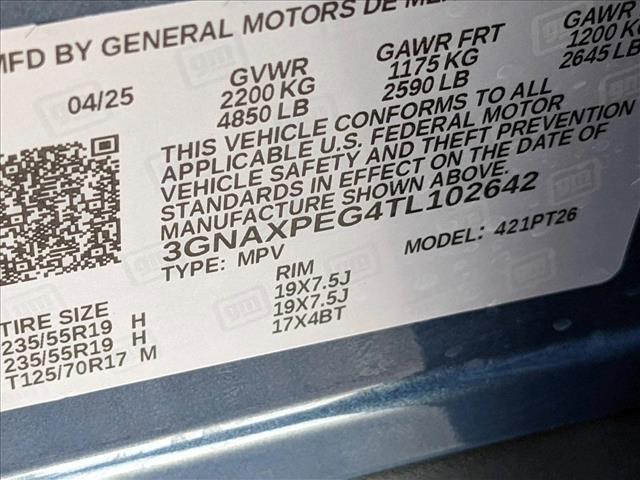 MFD BY GENERAL MOTORS DE
04/25
GVWR
2200 KG
4850 LB
GAWR FRT
1175 KG
2590 LB
GAWR
1200 KG
2645 LB
THIS VEHICLE CONFORMS TO ALL
APPLICABLE U.S. FEDERAL MOTOR
VEHICLE SAFETY AND THEFT PREVENTION
STANDARDS IN EFFECT ON THE DATE OF
MANUFACTURE SHOWN ABOVE.
3GNAXPEG4TL102642
TYPE: MPV
MODEL: 421PT26
TIRE SIZE
235/55R19 H
235/55R19 H
T125/70R17 M
RIM
19X7.5J
19X7.5J
17X4BT